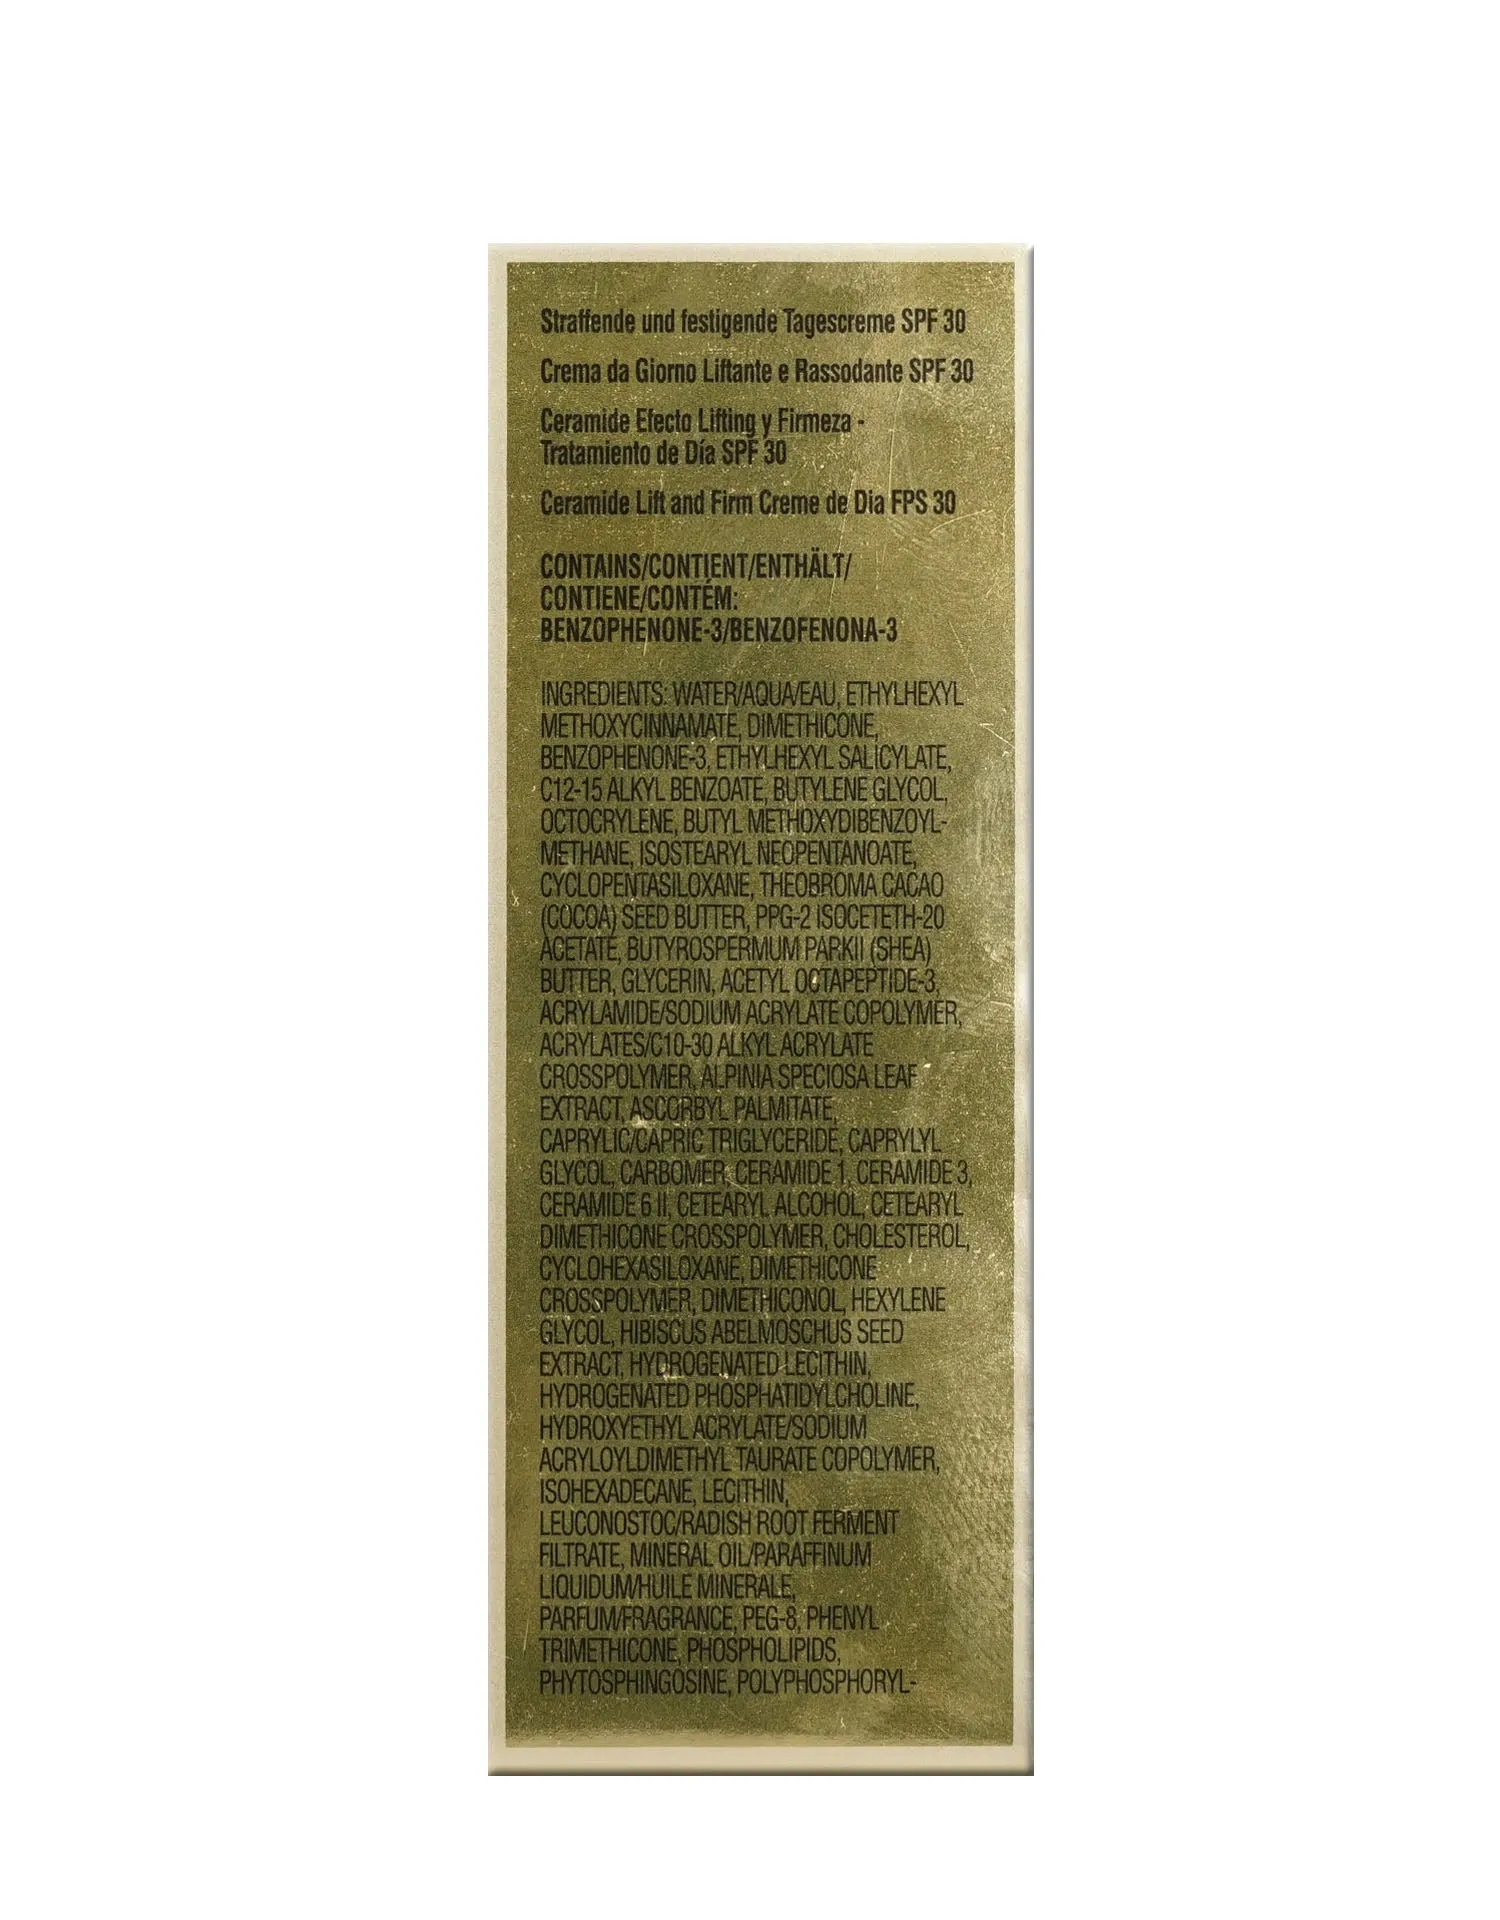 Straffende und festigende Tagescreme SPF 30
Crema da Giorno Liftante e Rassodante SPF 30
Ceramide Efecto Lifting y Firmeza -
Tratamiento de Día SPF 30
Ceramide Lift and Firm Creme de Dia FPS 30
CONTAINS/CONTIENT/ENTHÄLT/
CONTIENE/CONTÉM:
BENZOPHENONE-3/BENZOFENONA-3
INGREDIENTS: WATER/AQUA/EAU, ETHYLHEXYL
METHOXYCINNAMATE, DIMETHICONE,
BENZOPHENONE-3, ETHYLHEXYL SALICYLATE,
C12-15 ALKYL BENZOATE, BUTYLENE GLYCOL,
OCTOCRYLENE, BUTYL METHOXYDIBENZOYL-
METHANE, ISOSTEARYL NEOPENTANOATE,
CYCLOPENTASILOXANE, THEOBROMA CACAO
(COCOA) SEED BUTTER, PPG-2 ISOCETETH-20
ACETATE, BUTYROSPERMUM PARKII (SHEA)
BUTTER, GLYCERIN, ACETYL OCTAPEPTIDE-3,
ACRYLAMIDE/SODIUM ACRYLATE COPOLYMER,
ACRYLATES/C10-30 ALKYL ACRYLATE
CROSSPOLYMER, ALPINIA SPECIOSA LEAF
EXTRACT, ASCORBYL PALMITATE,
CAPRYLIC/CAPRIC TRIGLYCERIDE, CAPRYLYL
GLYCOL, CARBOMER, CERAMIDE 1, CERAMIDE 3,
CERAMIDE 6 II, CETEARYL ALCOHOL, CETEARYL
DIMETHICONE CROSSPOLYMER, CHOLESTEROL,
CYCLOHEXASILOXANE, DIMETHICONE
CROSSPOLYMER, DIMETHICONOL, HEXYLENE
GLYCOL, HIBISCUS ABELMOSCHUS SEED
EXTRACT, HYDROGENATED LECITHIN,
HYDROGENATED PHOSPHATIDYLCHOLINE,
HYDROXYETHYL ACRYLATE/SODIUM
ACRYLOYLDIMETHYL TAURATE COPOLYMER,
ISOHEXADECANE, LECITHIN,
LEUCONOSTOC/RADISH ROOT FERMENT
FILTRATE, MINERAL OIL/PARAFFINUM
LIQUIDUM/HUILE MINERALE,
PARFUM/FRAGRANCE, PEG-8, PHENYL
TRIMETHICONE, PHOSPHOLIPIDS,
PHYTOSPHINGOSINE, POLYPHOSPHORYL-